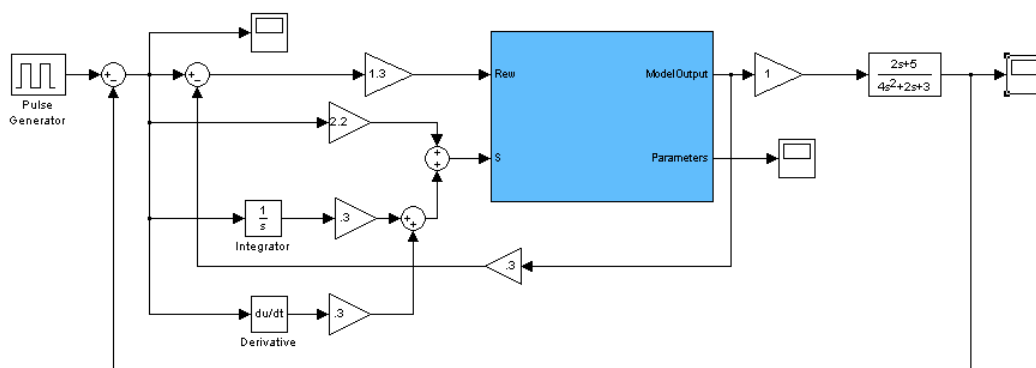 Pulse
Generator
+
−
+
−
1.3
Rew
ModelOutput
1
2s+5
4s²+2s+3
2.2
+
+
S
Parameters
1
s
Integrator
.3
+
+
.3
du/dt
Derivative
.3